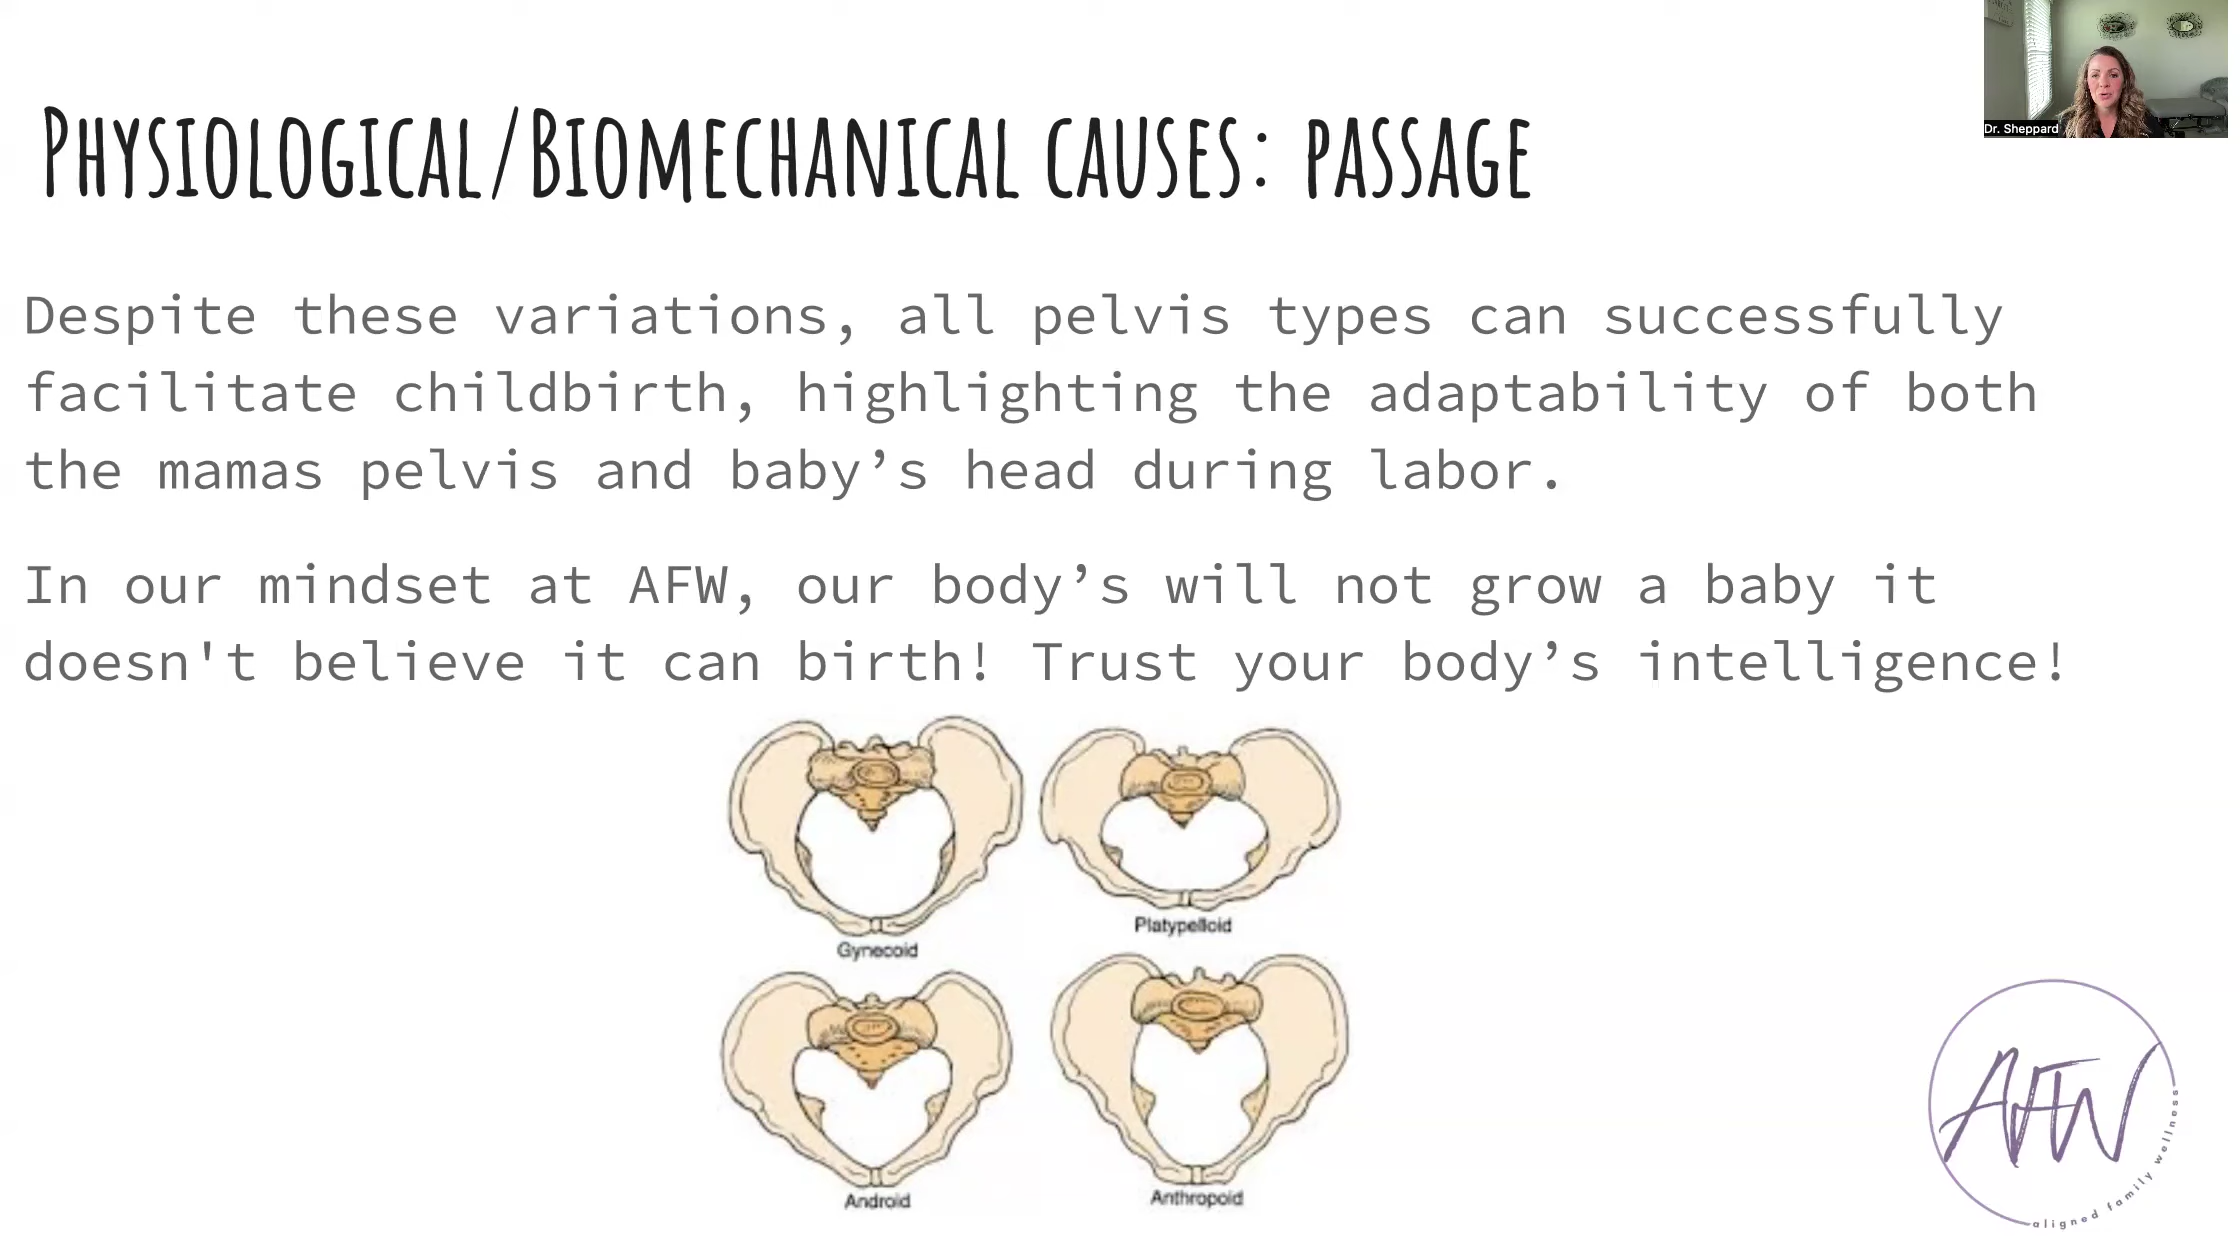 Dr. Sheppard
Physiological/Biomechanical causes: passage
Despite these variations, all pelvis types can successfully
facilitate childbirth, highlighting the adaptability of both
the mamas pelvis and baby’s head during labor.
In our mindset at AFW, our body’s will not grow a baby it
doesn't believe it can birth! Trust your body’s intelligence!
Gynecoid
Platypelloid
Android
Anthropoid
AFW
aligned family wellness